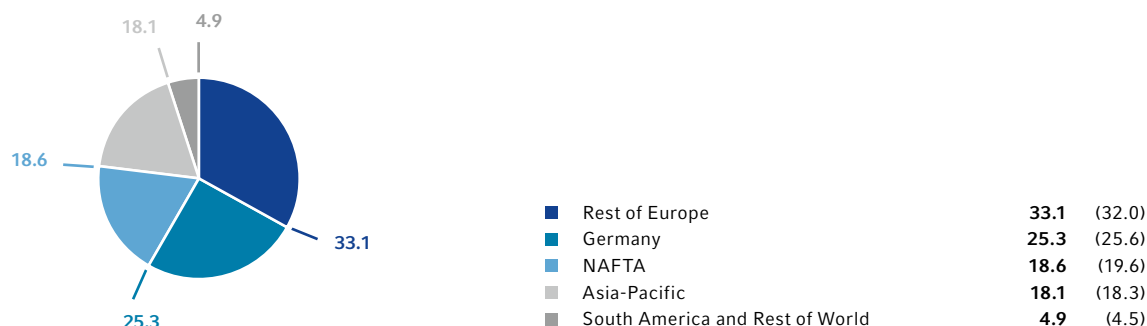 4.9
18.1
18.6
33.1
25.3
Rest of Europe 33.1 (32.0)
Germany 25.3 (25.6)
NAFTA 18.6 (19.6)
Asia-Pacific 18.1 (18.3)
South America and Rest of World 4.9 (4.5)